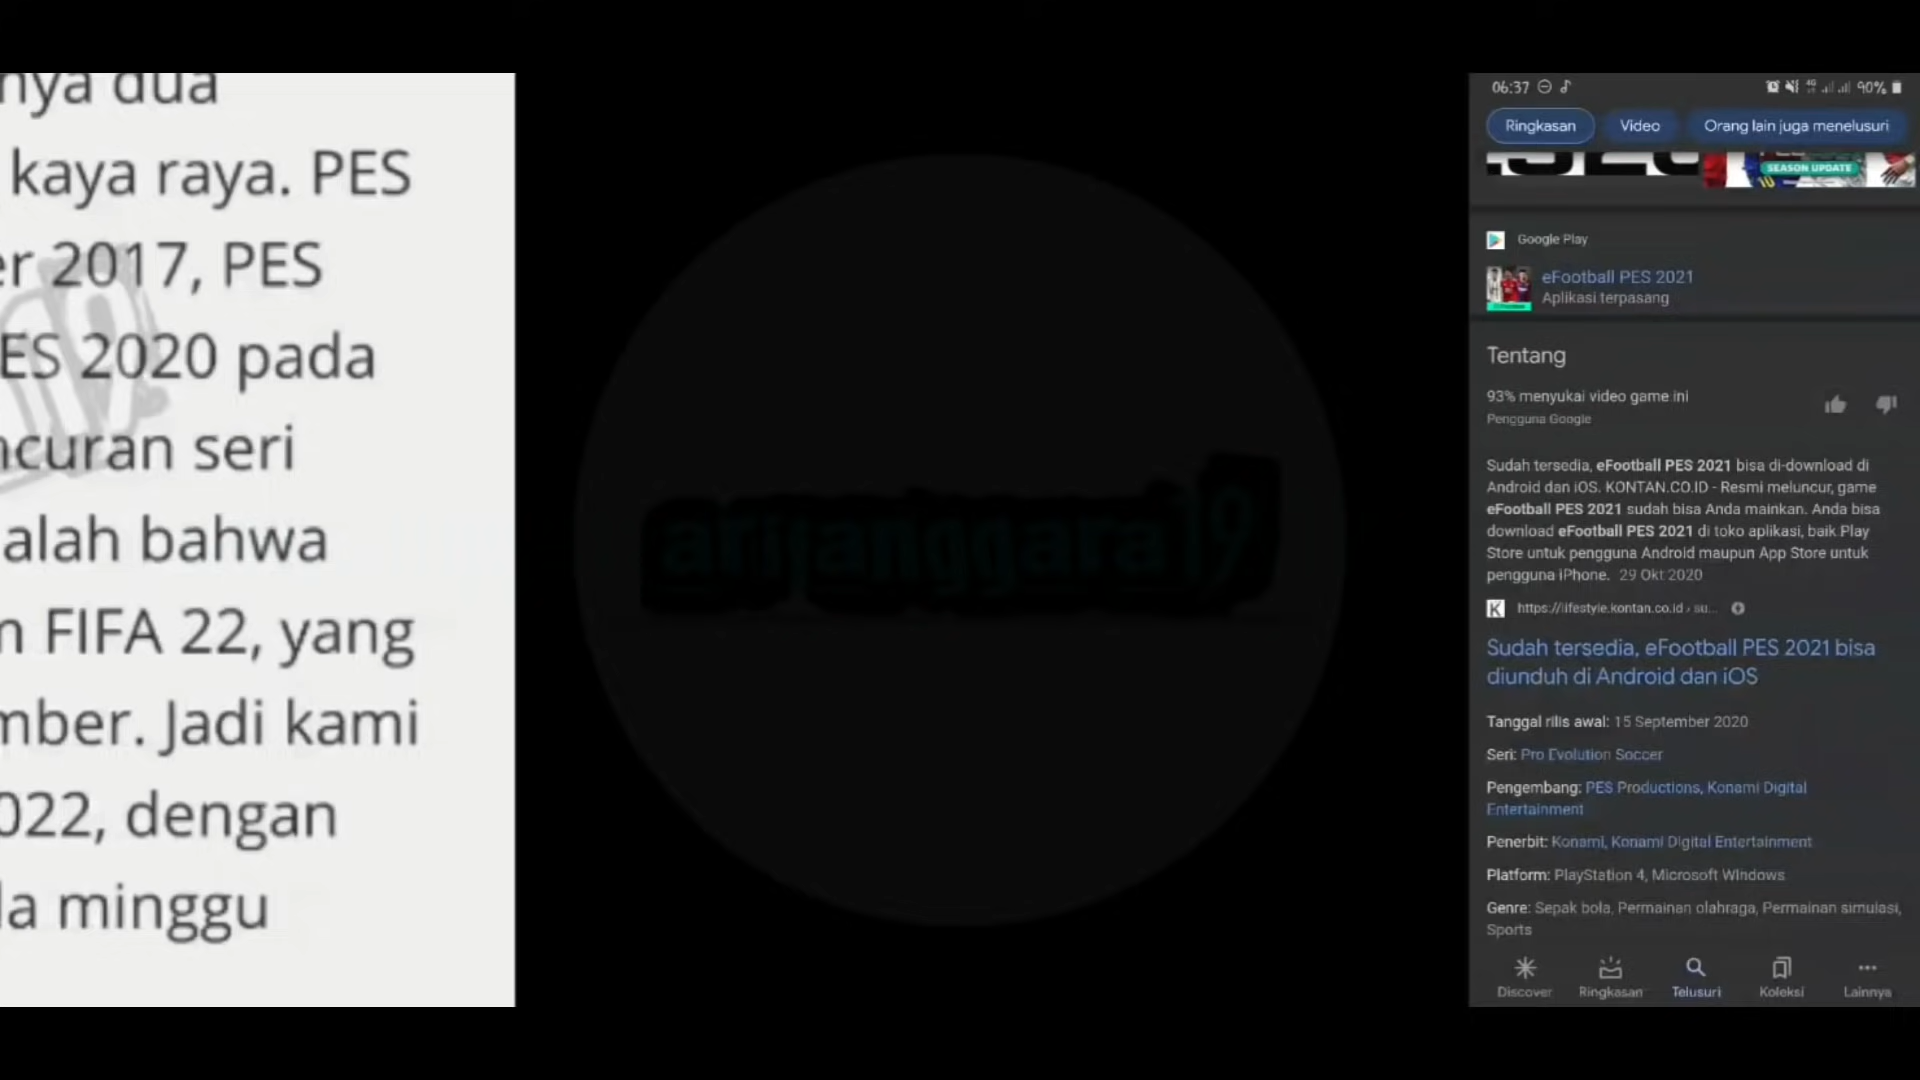 dua
kaya raya. PES
2017, PES
2020 pada
seri
bahwa
FIFA 22, yang
Jadi kami
dengan
minggu
arijanggara19
06:37
90%
Ringkasan
Video
Orang lain juga menelusuri
SEASON UPDATE
Google Play
eFootball PES 2021
Aplikasi terpasang
Tentang
93% menyukai video game ini
Pengguna Google
Sudah tersedia, eFootball PES 2021 bisa di-download di
Android dan iOS. KONTAN.CO.ID - Resmi meluncur, game
eFootball PES 2021 sudah bisa Anda mainkan. Anda bisa
download eFootball PES 2021 di toko aplikasi, baik Play
Store untuk pengguna Android maupun App Store untuk
pengguna iPhone. 29 Okt 2020
K
https://lifestyle.kontan.co.id › su...
Sudah tersedia, eFootball PES 2021 bisa
diunduh di Android dan iOS
Tanggal rilis awal: 15 September 2020
Seri: Pro Evolution Soccer
Pengembang: PES Productions, Konami Digital
Entertainment
Penerbit: Konami, Konami Digital Entertainment
Platform: PlayStation 4, Microsoft Windows
Genre: Sepak bola, Permainan olahraga, Permainan simulasi,
Sports
Discover
Ringkasan
Telusuri
Koleksi
Lainnya